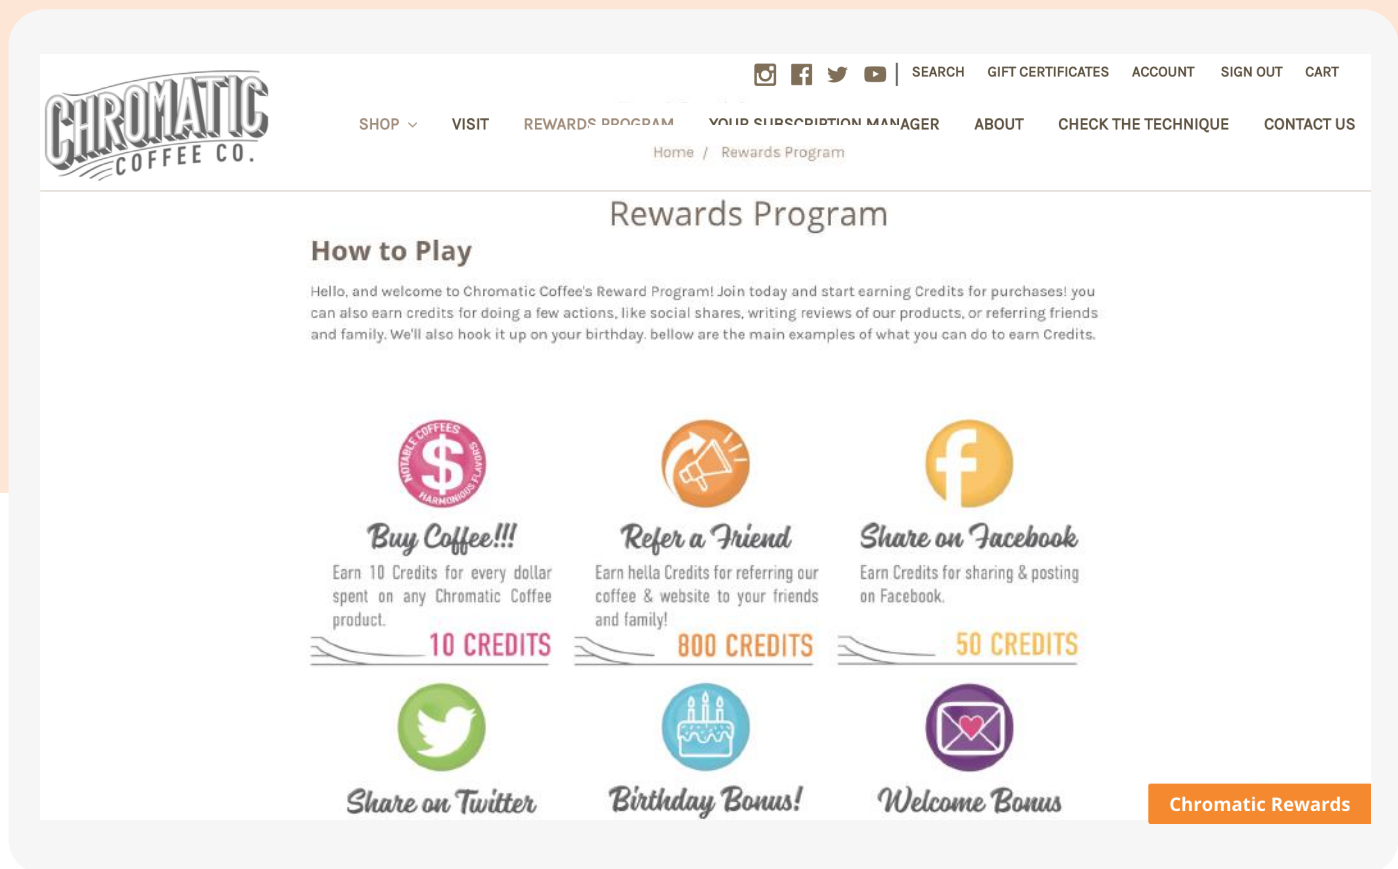 CHROMATIC
COFFEE CO.
SEARCH GIFT CERTIFICATES ACCOUNT SIGN OUT CART
SHOP VISIT REWARDS PROGRAM YOUR SUBSCRIPTION MANAGER ABOUT CHECK THE TECHNIQUE CONTACT US
Home / Rewards Program
Rewards Program
How to Play
Hello, and welcome to Chromatic Coffee's Reward Program! Join today and start earning Credits for purchases! you
can also earn credits for doing a few actions, like social shares, writing reviews of our products, or referring friends
and family. We'll also hook it up on your birthday. bellow are the main examples of what you can do to earn Credits.
NOTABLE COFFEES
$
HARMONIOUS FLAVORS
Buy Coffee!!!
Earn 10 Credits for every dollar
spent on any Chromatic Coffee
product.
10 CREDITS
Refer a Friend
Earn hella Credits for referring our
coffee & website to your friends
and family!
800 CREDITS
f
Share on Facebook
Earn Credits for sharing & posting
on Facebook.
50 CREDITS
Share on Twitter
Birthday Bonus!
Welcome Bonus
Chromatic Rewards